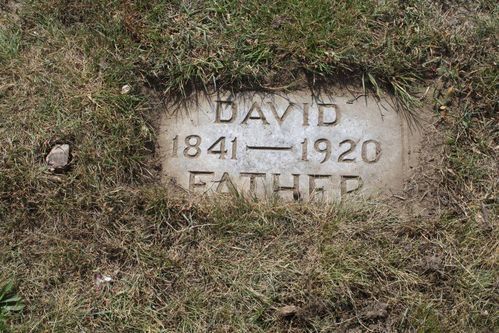 DAVID
1841 — 1920
FATHER